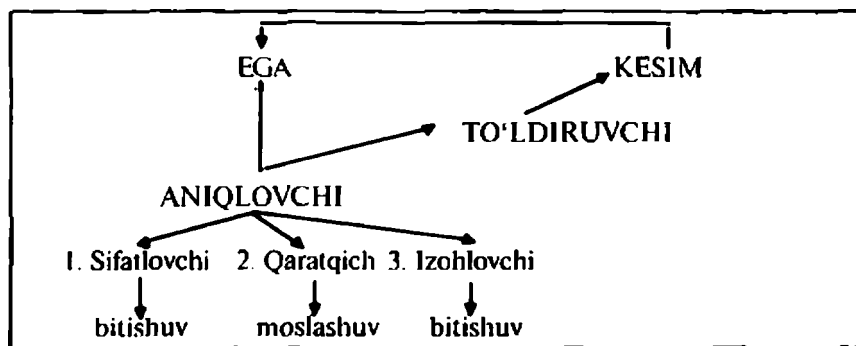 EGA KESIM
TO‘LDIRUVCHI
ANIQLOVCHI
1. Sifatlovchi 2. Qaratqich 3. Izohlovchi
bitishuv moslashuv bitishuv